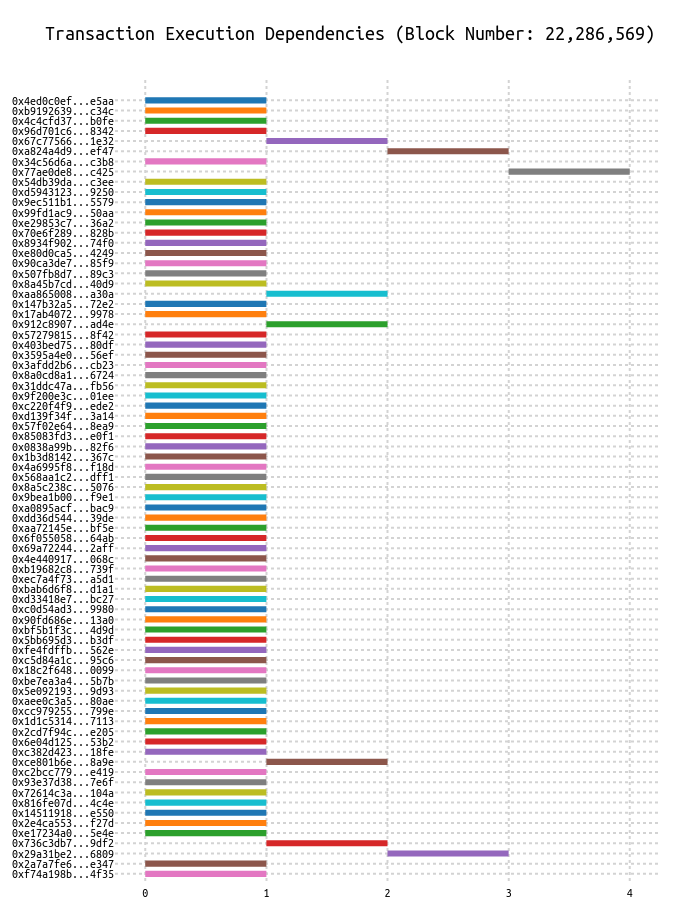 Transaction Execution Dependencies (Block Number: 22,286,569)
0x4ed0c0ef...e5aa
0xb9192639...c34c
0x4c4cfd37...b0fe
0x96d701c6...8342
0x67c77566...1e32
0xa824a4d9...ef47
0x34c56d6a...c3b8
0x77ae0de8...c425
0x54db39da...c3ee
0xd5943123...9250
0x9ec511b1...5579
0x99fd1ac9...50aa
0xe29853c7...36a2
0x70e6f289...828b
0x8934f902...74f0
0xe80d0ca5...4249
0x90ca3de7...85f9
0x507fb8d7...89c3
0x8a45b7cd...40d9
0xaa865008...a30a
0x147b32a5...72e2
0x17ab4072...9978
0x912c8907...ad4e
0x57279815...8f42
0x403bed75...80df
0x3595a4e0...56ef
0x3afdd2b6...cb23
0x8a0cd8a1...6724
0x31ddc47a...fb56
0x9f200e3c...01ee
0xc220f4f9...ede2
0xd139f34f...3a14
0x57f02e64...8ea9
0x85083fd3...e0f1
0x0838a99b...82f6
0x1b3d8142...367c
0x4a6995f8...f18d
0x568aa1c2...dff1
0x8a5c238c...5076
0x9bea1b00...f9e1
0xa0895acf...bac9
0xdd36d544...39de
0xaa72145e...bf5e
0x6f055058...64ab
0x69a72244...2aff
0x4e440917...068c
0xb19682c8...739f
0xec7a4f73...a5d1
0xbab6d6f8...d1a1
0xd33418e7...bc27
0xc0d54ad3...9980
0x90fd686e...13a0
0xbf5b1f3c...4d9d
0x5bb695d3...b3df
0xfe4fdffb...562e
0xc5d84a1c...95c6
0x18c2f648...0099
0xbe7ea3a4...5b7b
0x5e092193...9d93
0xaee0c3a5...80ae
0xcc979255...799e
0x1d1c5314...7113
0x2cd7f94c...e205
0x6e04d125...53b2
0xc382d423...18fe
0xce801b6e...8a9e
0xc2bcc779...e419
0x93e37d38...7e6f
0x72614c3a...104a
0x816fe07d...4c4e
0x14511918...e550
0x2e4ca553...f27d
0xe17234a0...5e4e
0x736c3db7...9df2
0x29a31be2...6809
0x2a7a7fe6...e347
0xf74a198b...4f35
0 1 2 3 4